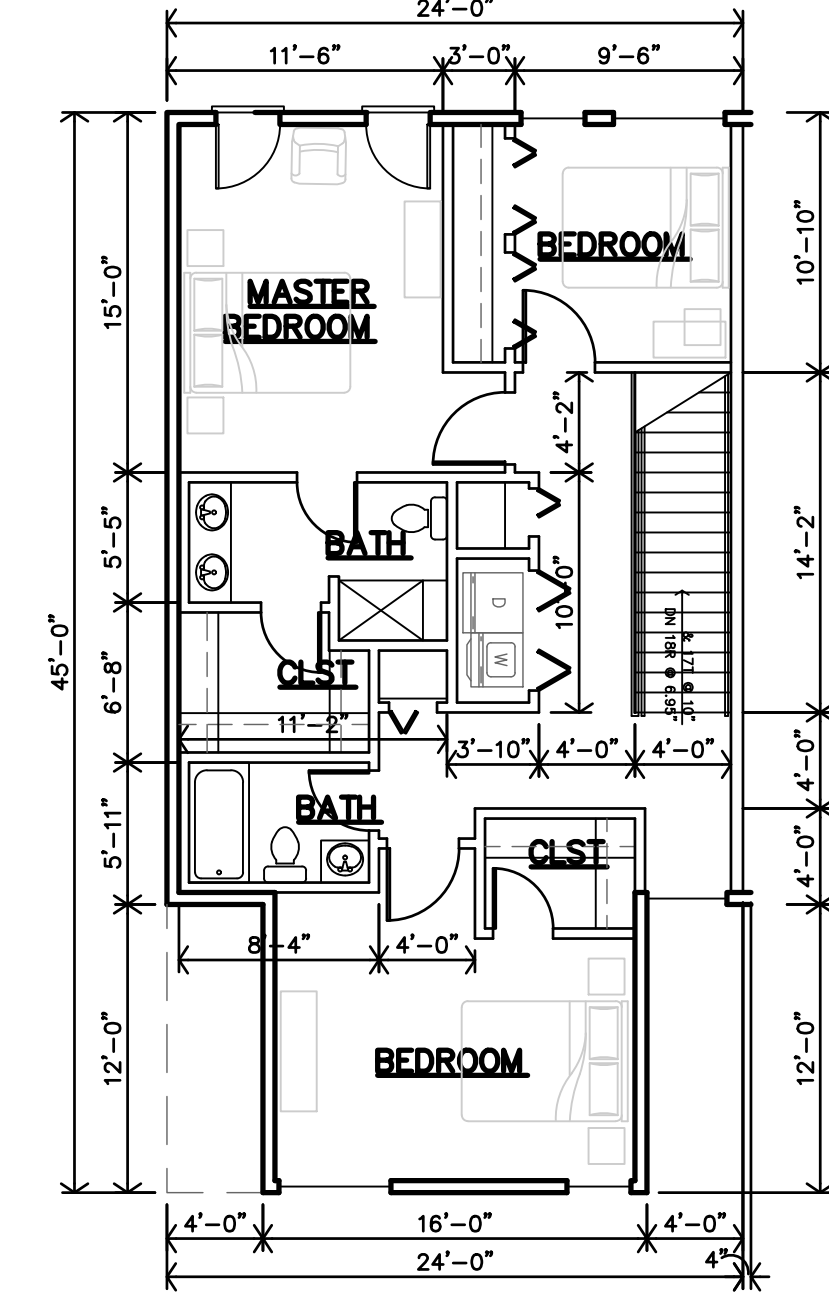 24'-0"
11'-6"
3'-0"
9'-6"
10'-10"
15'-0"
BEDROOM
MASTER
BEDROOM
4'-2"
5'-5"
BATH
14'-2"
10'-0"
D
W
DN 18R @ 6.95"
& 17T @ 10"
45'-0"
6'-8"
CLST
11'-2"
3'-10"
4'-0"
4'-0"
4'-0"
5'-11"
BATH
CLST
4'-0"
8'-4"
4'-0"
12'-0"
BEDROOM
12'-0"
4'-0"
16'-0"
4'-0"
24'-0"
4"